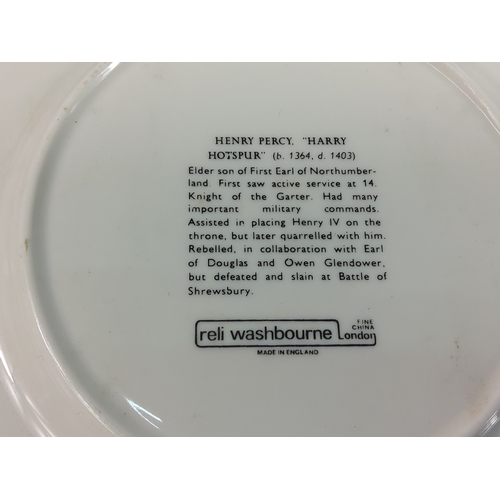 HENRY PERCY, "HARRY
HOTSPUR" (b. 1364, d. 1403)
Elder son of First Earl of Northumber-
land. First saw active service at 14.
Knight of the Garter. Had many
important military commands.
Assisted in placing Henry IV on the
throne, but later quarrelled with him.
Rebelled, in collaboration with Earl
of Douglas and Owen Glendower,
but defeated and slain at Battle of
Shrewsbury.
reli washbourne FINE CHINA London
MADE IN ENGLAND